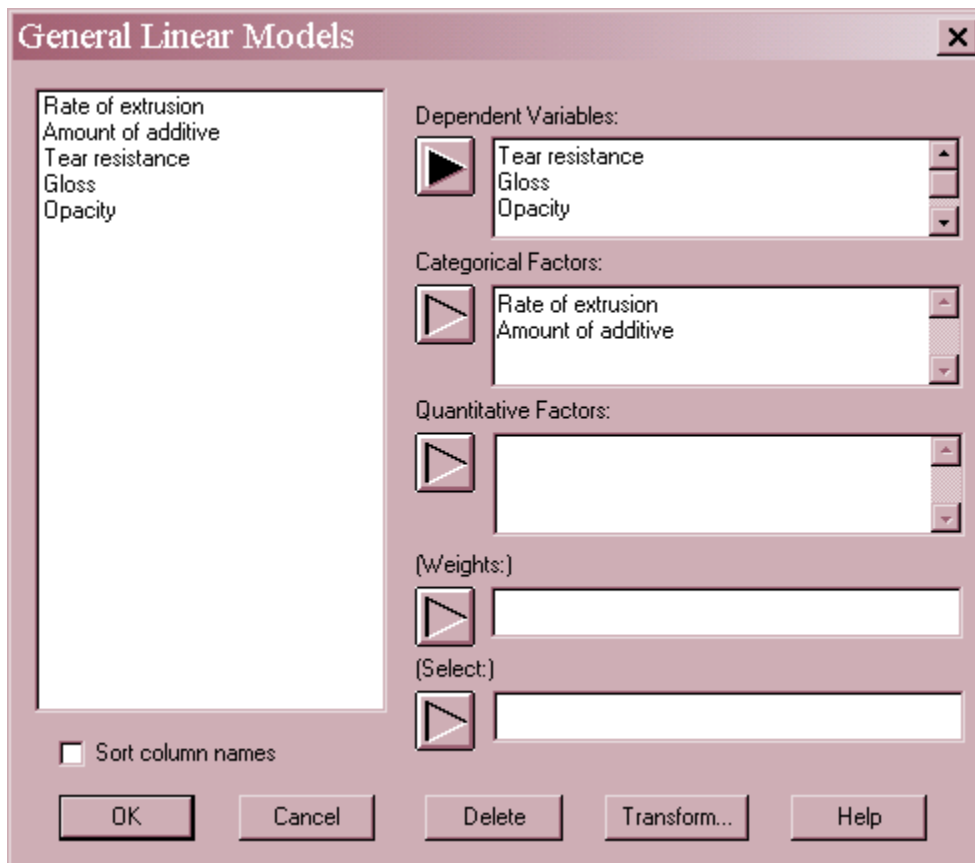 General Linear Models
Rate of extrusion
Amount of additive
Tear resistance
Gloss
Opacity
Dependent Variables:
Tear resistance
Gloss
Opacity
Categorical Factors:
Rate of extrusion
Amount of additive
Quantitative Factors:
(Weights:)
(Select:)
Sort column names
OK
Cancel
Delete
Transform...
Help